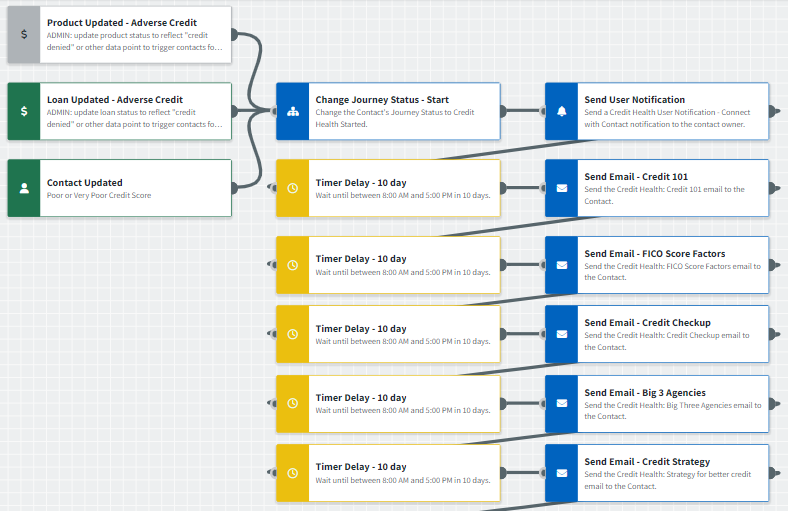 Product Updated - Adverse Credit
ADMIN: update product status to reflect "credit
denied" or other data point to trigger contacts fo...
Loan Updated - Adverse Credit
ADMIN: update loan status to reflect "credit
denied" or other data point to trigger contacts fo...
Contact Updated
Poor or Very Poor Credit Score
Change Journey Status - Start
Change the Contact's Journey Status to Credit
Health Started.
Send User Notification
Send a Credit Health User Notification - Connect
with Contact notification to the contact owner.
Timer Delay - 10 day
Wait until between 8:00 AM and 5:00 PM in 10 days.
Send Email - Credit 101
Send the Credit Health: Credit 101 email to the
Contact.
Timer Delay - 10 day
Wait until between 8:00 AM and 5:00 PM in 10 days.
Send Email - FICO Score Factors
Send the Credit Health: FICO Score Factors email to
the Contact.
Timer Delay - 10 day
Wait until between 8:00 AM and 5:00 PM in 10 days.
Send Email - Credit Checkup
Send the Credit Health: Credit Checkup email to
the Contact.
Timer Delay - 10 day
Wait until between 8:00 AM and 5:00 PM in 10 days.
Send Email - Big 3 Agencies
Send the Credit Health: Big Three Agencies email to
the Contact.
Timer Delay - 10 day
Wait until between 8:00 AM and 5:00 PM in 10 days.
Send Email - Credit Strategy
Send the Credit Health: Strategy for better credit
email to the Contact.